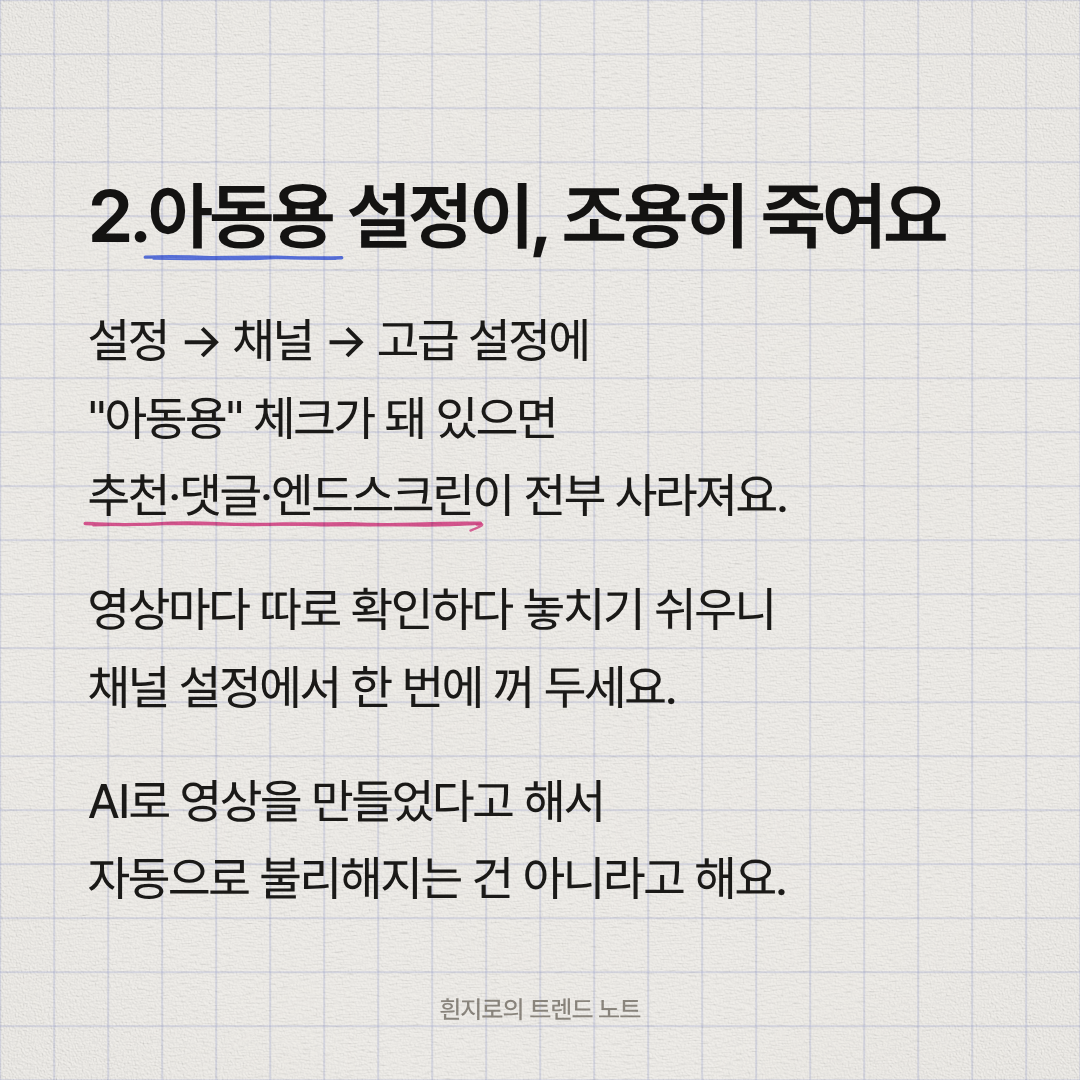 2.아동용 설정이, 조용히 죽여요
설정 → 채널 → 고급 설정에
"아동용" 체크가 돼 있으면
추천·댓글·엔드스크린이 전부 사라져요.
영상마다 따로 확인하다 놓치기 쉬우니
채널 설정에서 한 번에 꺼 두세요.
AI로 영상을 만들었다고 해서
자동으로 불리해지는 건 아니라고 해요.
흰지로의 트렌드 노트